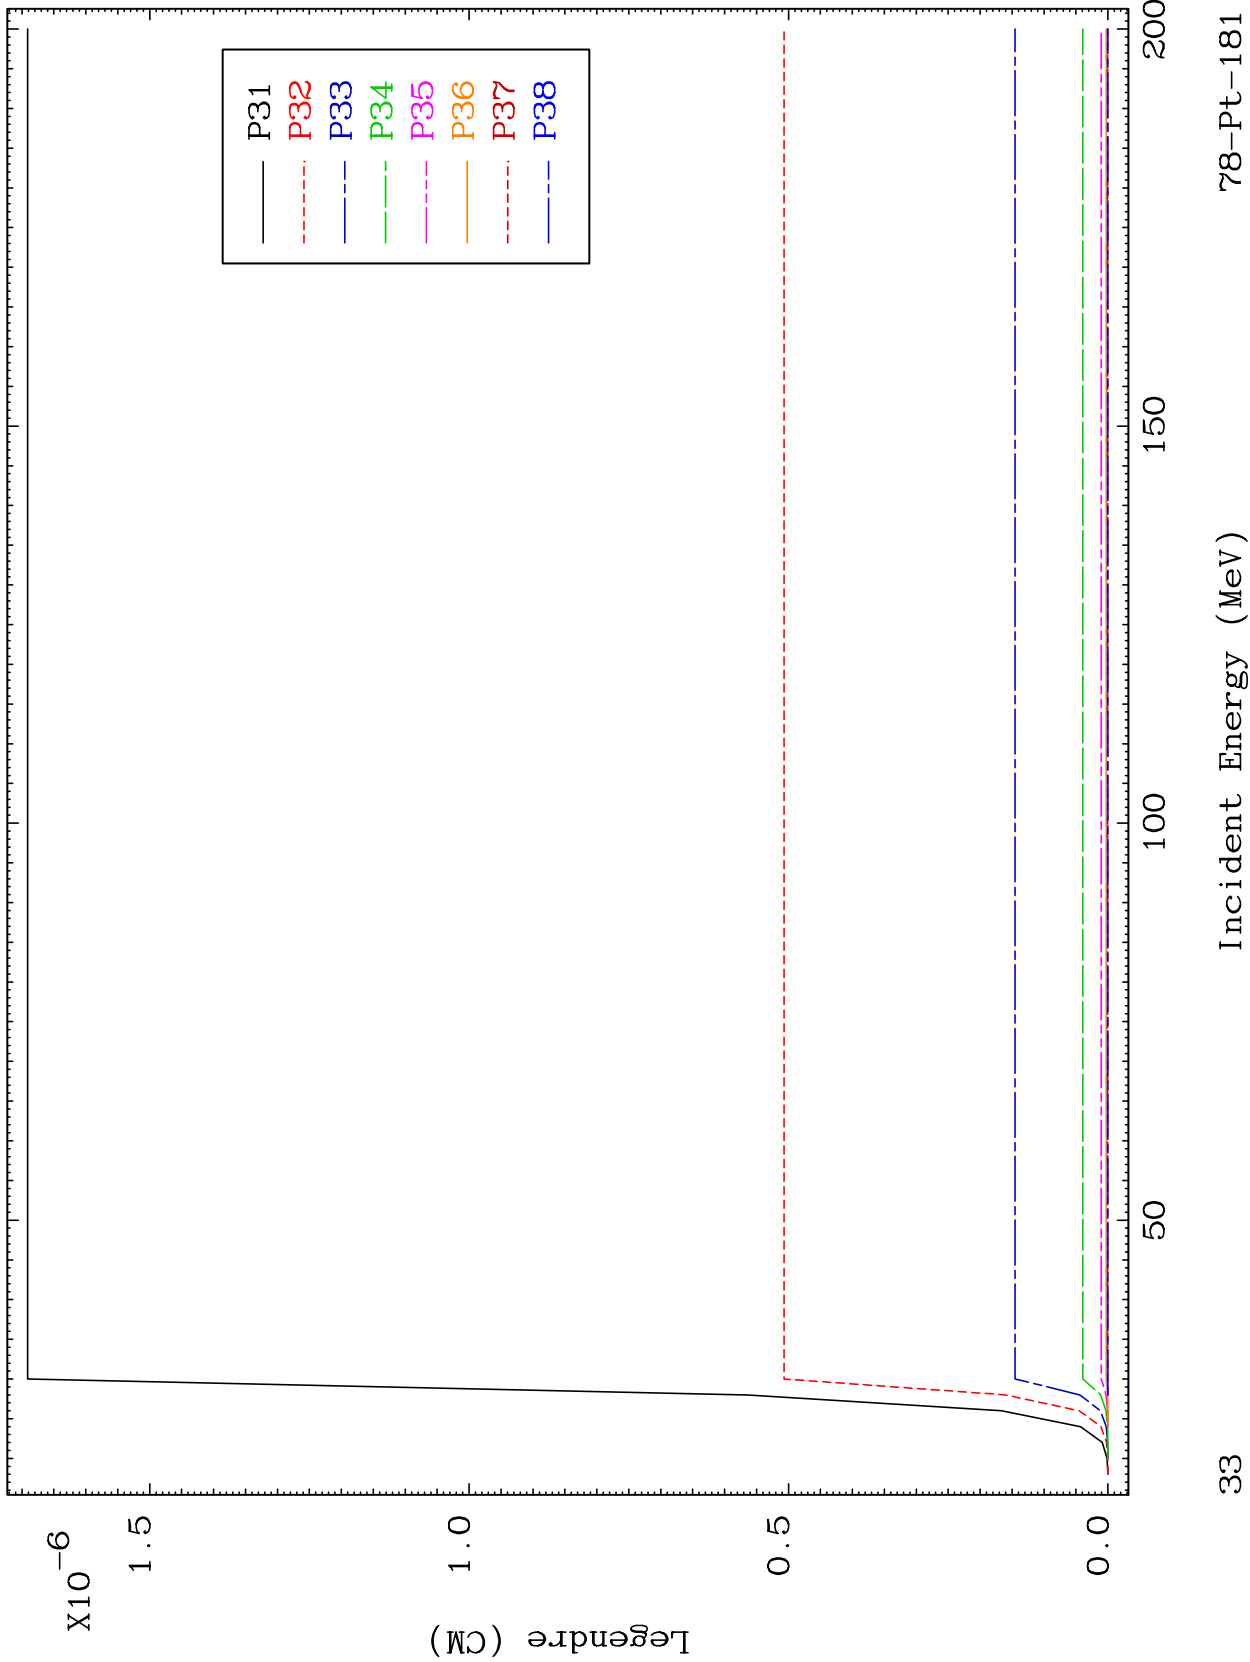 X10-6
1.5
1.0
0.5
0.0
Legendre (CM)
P31
P32
P33
P34
P35
P36
P37
P38
50
100
150
200
33
Incident Energy (MeV)
78-Pt-181